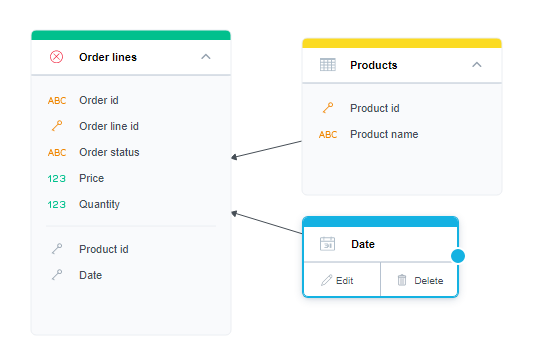 Order lines
ABC Order id
Order line id
ABC Order status
123 Price
123 Quantity
Product id
Date
Products
Product id
ABC Product name
31 Date
Edit Delete